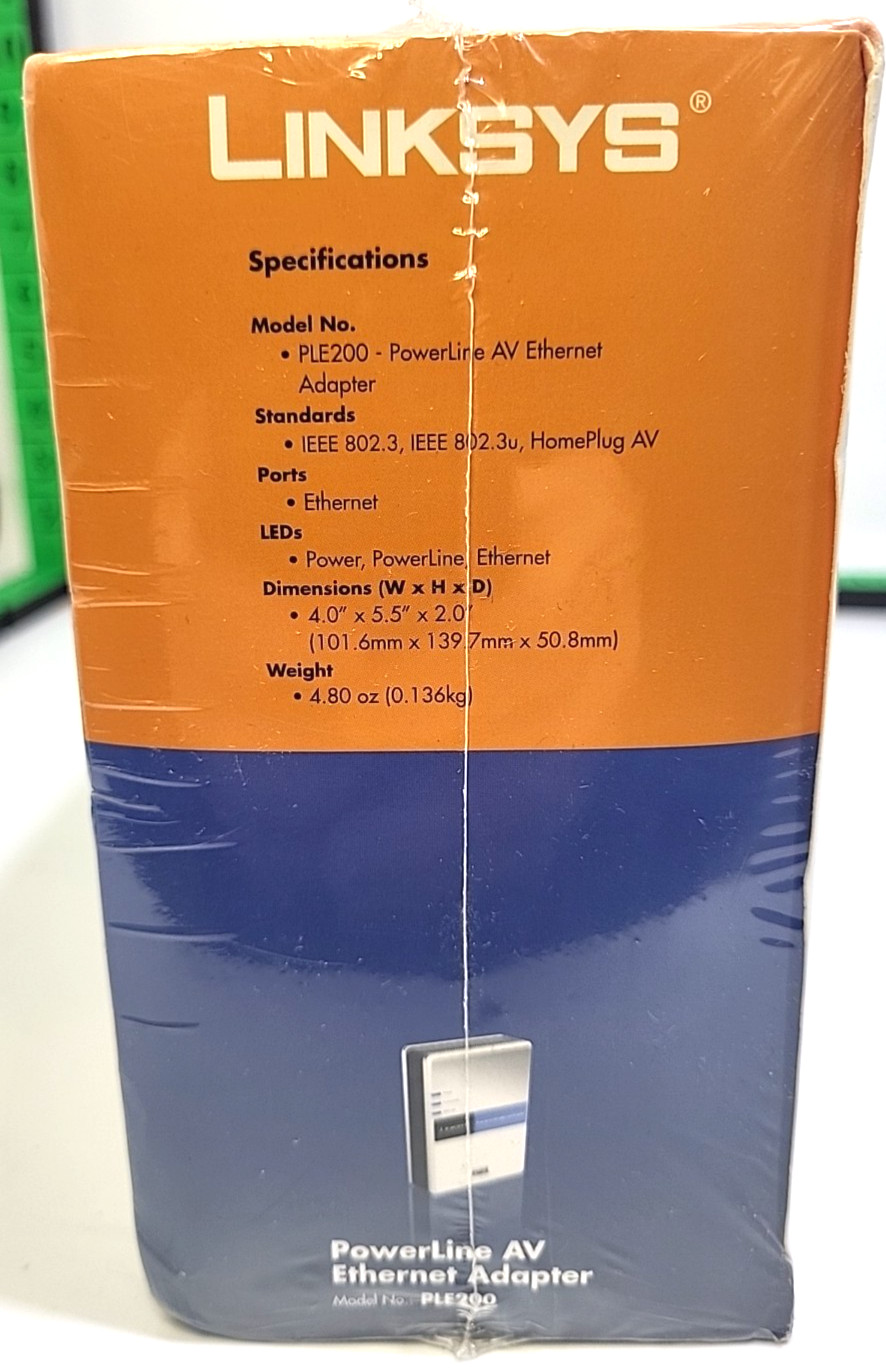 LINKSYS®
Specifications
Model No.
• PLE200 - PowerLine AV Ethernet
Adapter
Standards
• IEEE 802.3, IEEE 802.3u, HomePlug AV
Ports
• Ethernet
LEDs
• Power, PowerLine, Ethernet
Dimensions (W x H x D)
• 4.0" x 5.5" x 2.0"
(101.6mm x 139.7mm x 50.8mm)
Weight
• 4.80 oz (0.136kg)
PowerLine AV
Ethernet Adapter
Model No.: PLE200